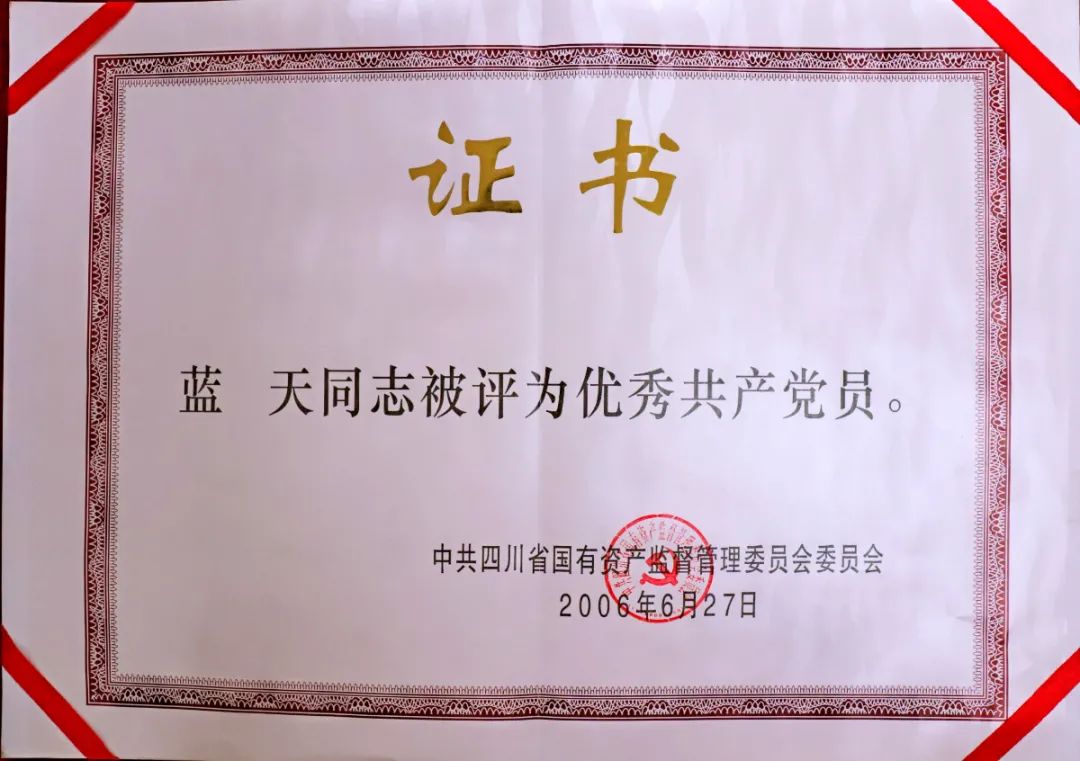 证书
蓝 天同志被评为优秀共产党员。
中共四川省国有资产监督管理委员会委员会
2006年6月27日